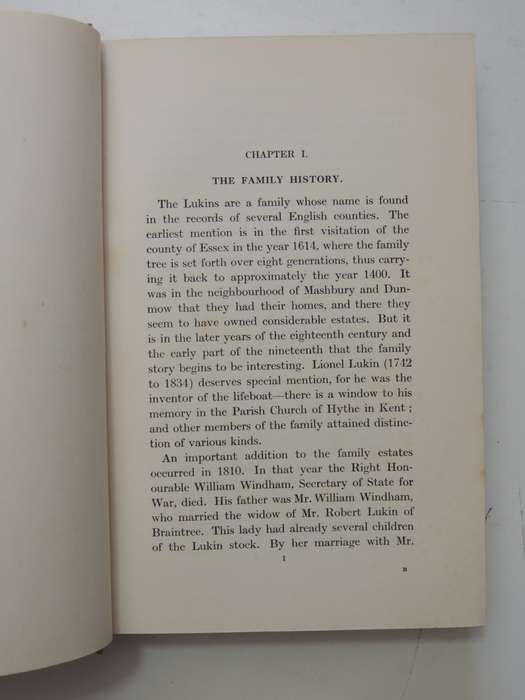 CHAPTER I.
THE FAMILY HISTORY.
The Lukins are a family whose name is found
in the records of several English counties. The
earliest mention is in the first visitation of the
county of Essex in the year 1614, where the family
tree is set forth over eight generations, thus carry-
ing it back to approximately the year 1400. It
was in the neighbourhood of Mashbury and Dun-
mow that they had their homes, and there they
seem to have owned considerable estates. But it
is in the later years of the eighteenth century and
the early part of the nineteenth that the family
story begins to be interesting. Lionel Lukin (1742
to 1834) deserves special mention, for he was the
inventor of the lifeboat—there is a window to his
memory in the Parish Church of Hythe in Kent;
and other members of the family attained distinc-
tion of various kinds.
An important addition to the family estates
occurred in 1810. In that year the Right Hon-
ourable William Windham, Secretary of State for
War, died. His father was Mr. William Windham,
who married the widow of Mr. Robert Lukin of
Braintree. This lady had already several children
of the Lukin stock. By her marriage with Mr.
1
B